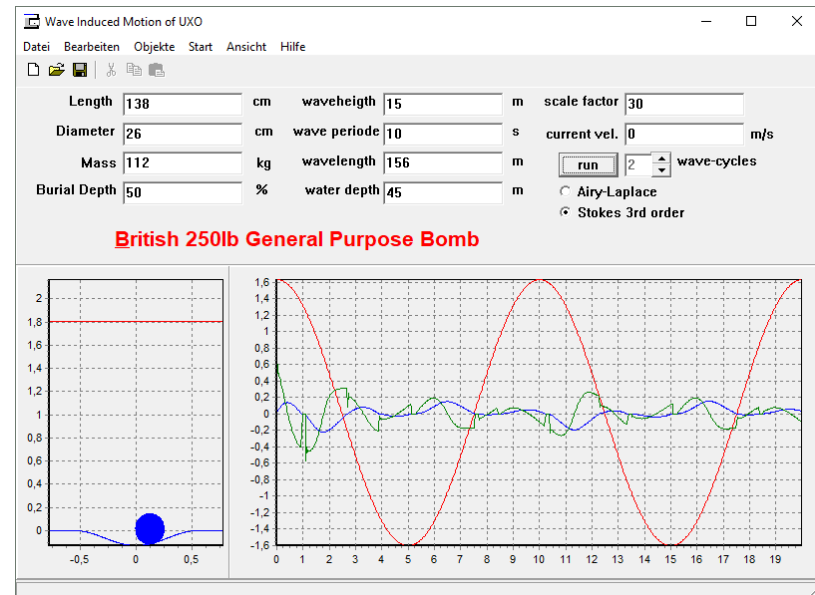 Wave Induced Motion of UXO
Datei Bearbeiten Objekte Start Ansicht Hilfe
Length 138 cm waveheigth 15 m scale factor 30
Diameter 26 cm wave periode 10 s current vel. 0 m/s
Mass 112 kg wavelength 156 m run 2 wave-cycles
Burial Depth 50 % water depth 45 m Airy-Laplace
Stokes 3rd order
British 250lb General Purpose Bomb
2
1,8
1,6
1,4
1,2
1
0,8
0,6
0,4
0,2
0
-0,5 0 0,5
1,6
1,4
1,2
1
0,8
0,6
0,4
0,2
0
-0,2
-0,4
-0,6
-0,8
-1
-1,2
-1,4
-1,6
0 1 2 3 4 5 6 7 8 9 10 11 12 13 14 15 16 17 18 19